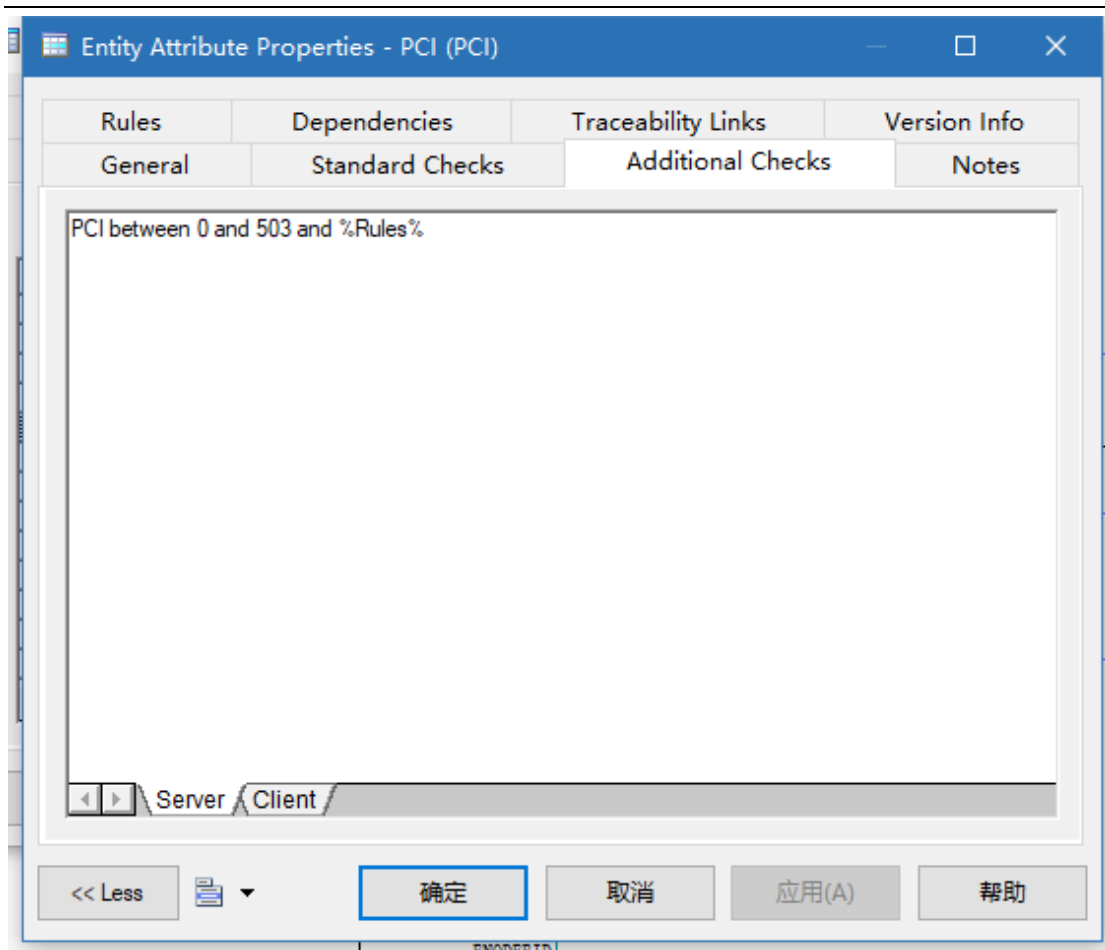 Entity Attribute Properties - PCI (PCI)
Rules Dependencies Traceability Links Version Info
General Standard Checks Additional Checks Notes
PCI between 0 and 503 and %Rules%
Server Client
<< Less 确定 取消 应用(A) 帮助